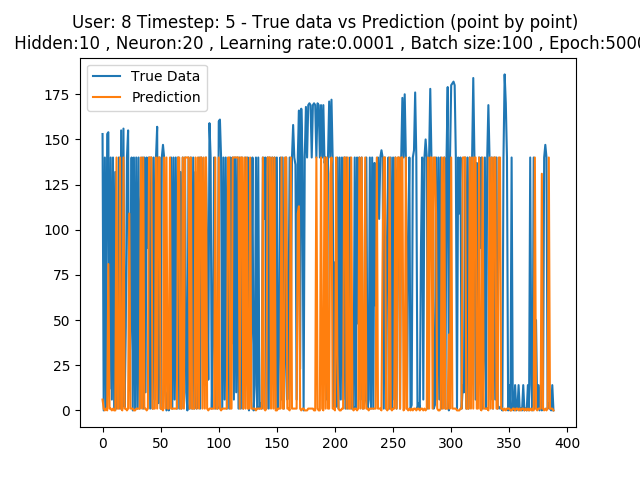 User: 8 Timestep: 5 - True data vs Prediction (point by point)
Hidden:10 , Neuron:20 , Learning rate:0.0001 , Batch size:100 , Epoch:5000
True Data
Prediction
175
150
125
100
75
50
25
0
0 50 100 150 200 250 300 350 400